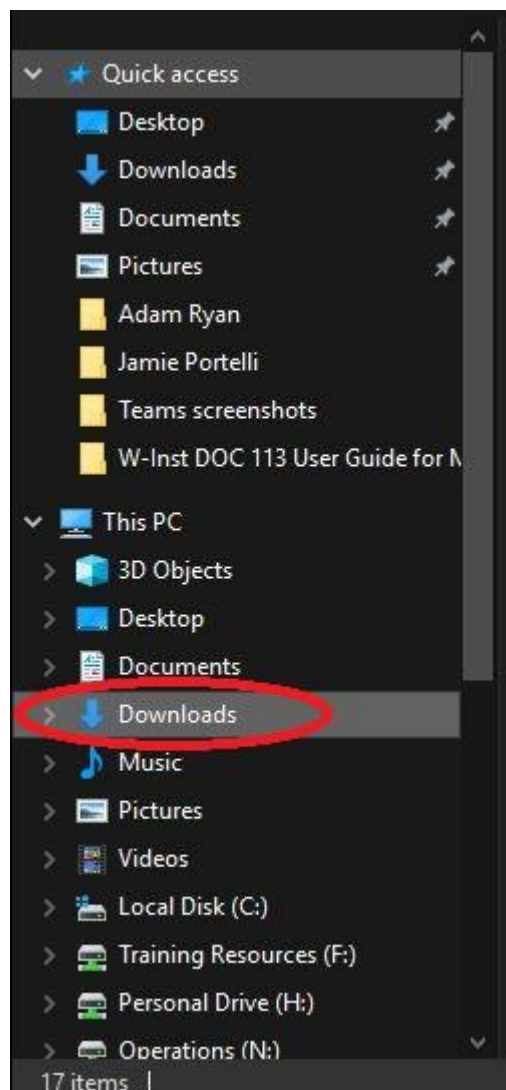 Quick access
Desktop
Downloads
Documents
Pictures
Adam Ryan
Jamie Portelli
Teams screenshots
W-Inst DOC 113 User Guide for M
This PC
3D Objects
Desktop
Documents
Downloads
Music
Pictures
Videos
Local Disk (C:)
Training Resources (F:)
Personal Drive (H:)
Operations (N:)
17 items